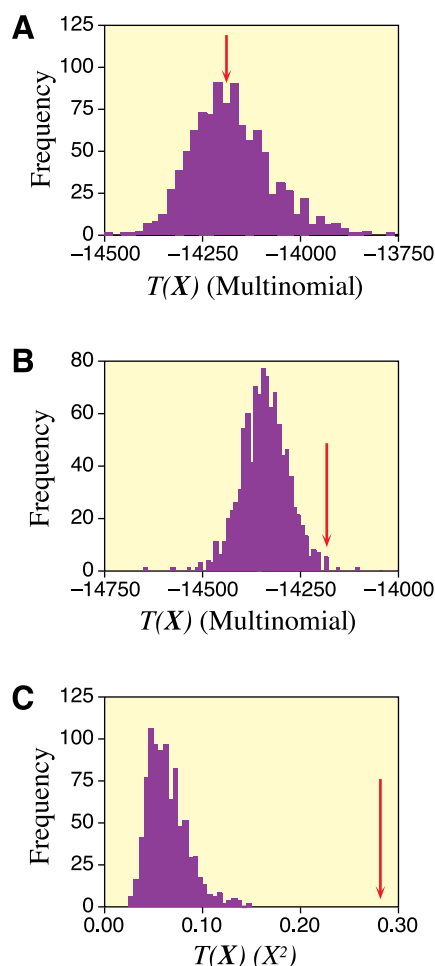 A
125
100
75
50
25
0
Frequency
−14500 −14250 −14000 −13750
T(X) (Multinomial)
B
80
60
40
20
0
Frequency
−14750 −14500 −14250 −14000
T(X) (Multinomial)
C
125
100
75
50
25
0
Frequency
0.00 0.10 0.20 0.30
T(X) (X²)